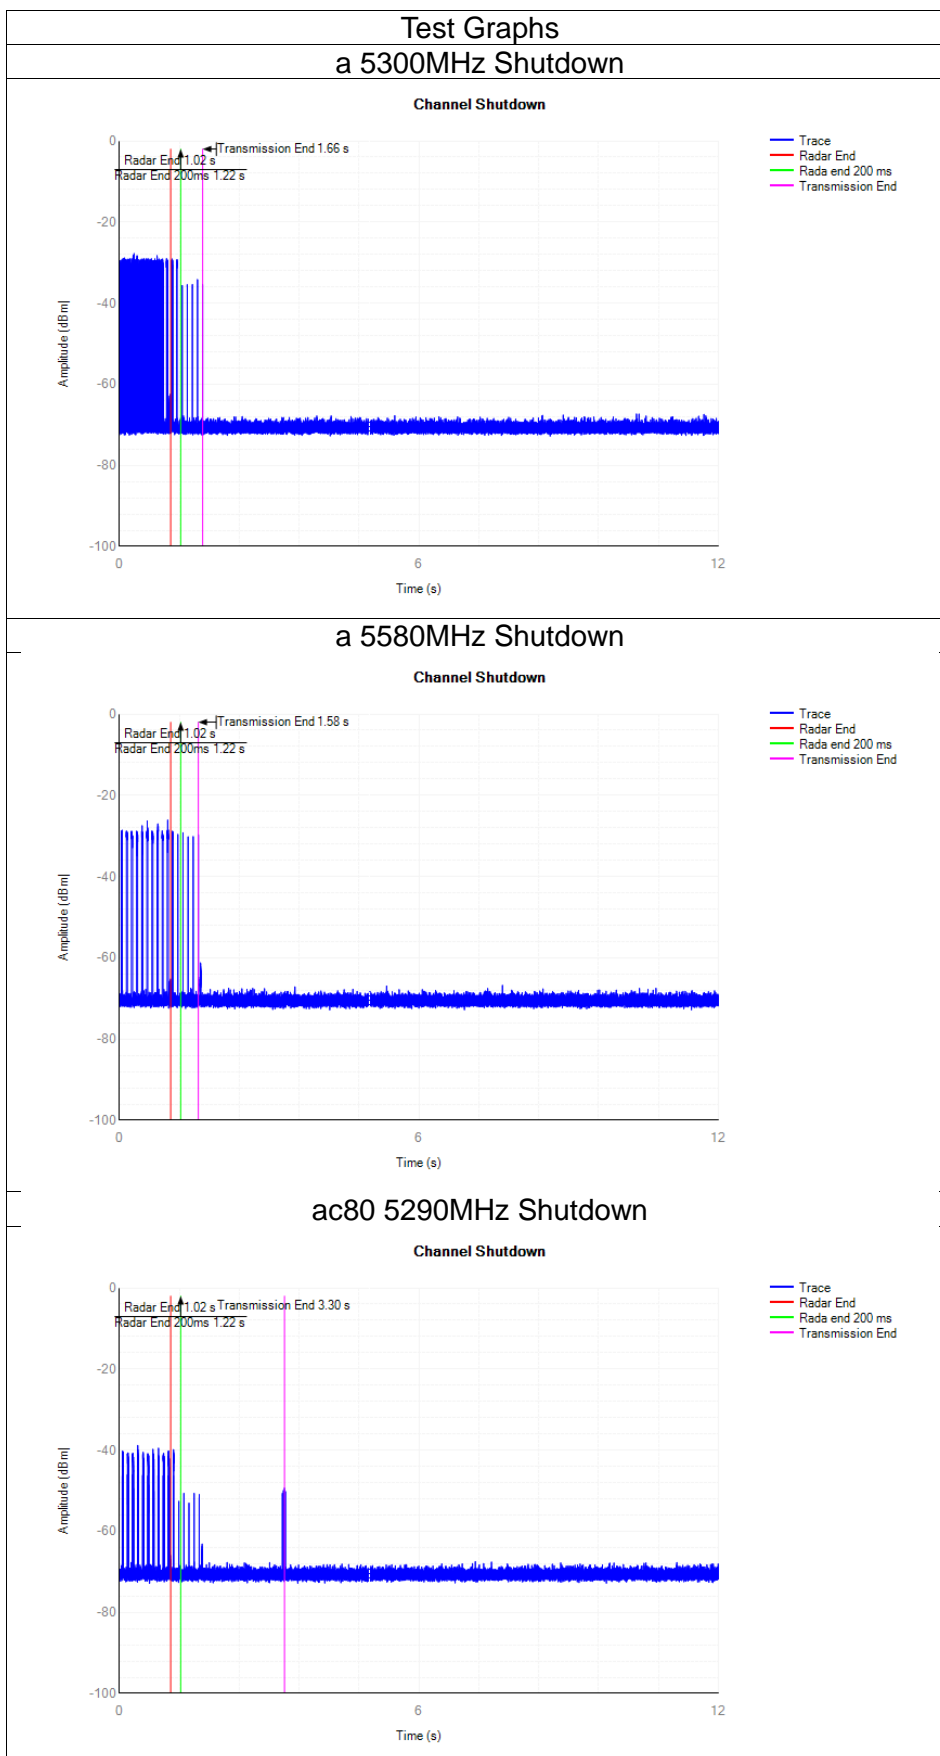 Test Graphs
a 5300MHz Shutdown
Channel Shutdown
Radar End 1.02 s
Transmission End 1.66 s
Radar End 200ms 1.22 s
Trace
Radar End
Rada end 200 ms
Transmission End
0
-20
-40
-60
-80
-100
Amplitude [dBm]
0 6 12
Time (s)
a 5580MHz Shutdown
Channel Shutdown
Radar End 1.02 s
Transmission End 1.58 s
Radar End 200ms 1.22 s
Trace
Radar End
Rada end 200 ms
Transmission End
0
-20
-40
-60
-80
-100
Amplitude [dBm]
0 6 12
Time (s)
ac80 5290MHz Shutdown
Channel Shutdown
Radar End 1.02 s
Transmission End 3.30 s
Radar End 200ms 1.22 s
Trace
Radar End
Rada end 200 ms
Transmission End
0
-20
-40
-60
-80
-100
Amplitude [dBm]
0 6 12
Time (s)